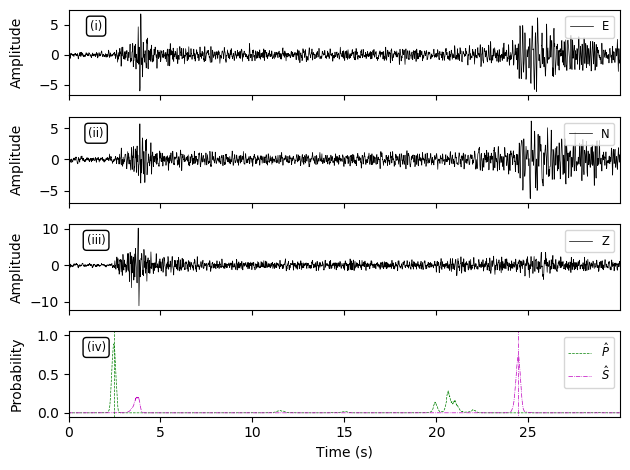 Amplitude
5
0
−5
(i)
E
Amplitude
5
0
−5
(ii)
N
Amplitude
10
0
−10
(iii)
Z
Probability
1.0
0.5
0.0
(iv)
P̂
Ŝ
0 5 10 15 20 25
Time (s)